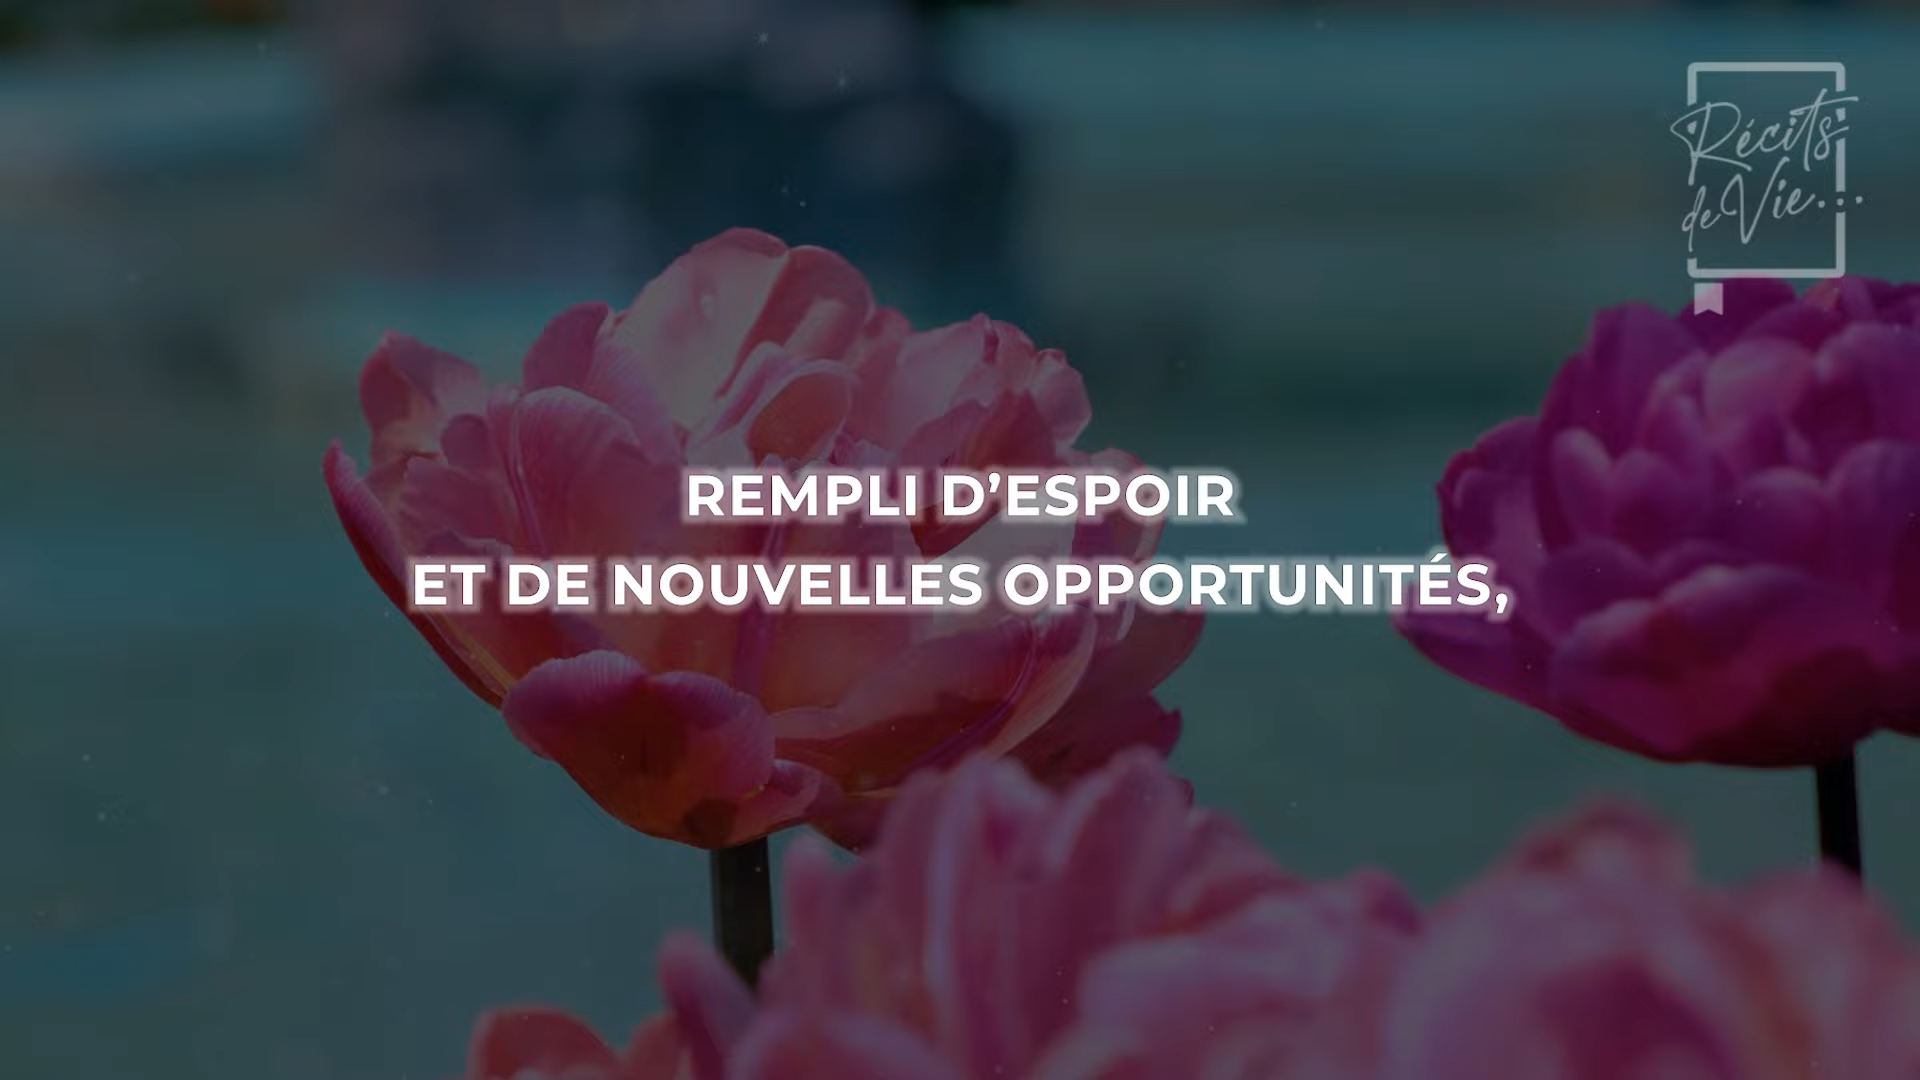 Récits
de Vie...
REMPLI D’ESPOIR
ET DE NOUVELLES OPPORTUNITÉS,